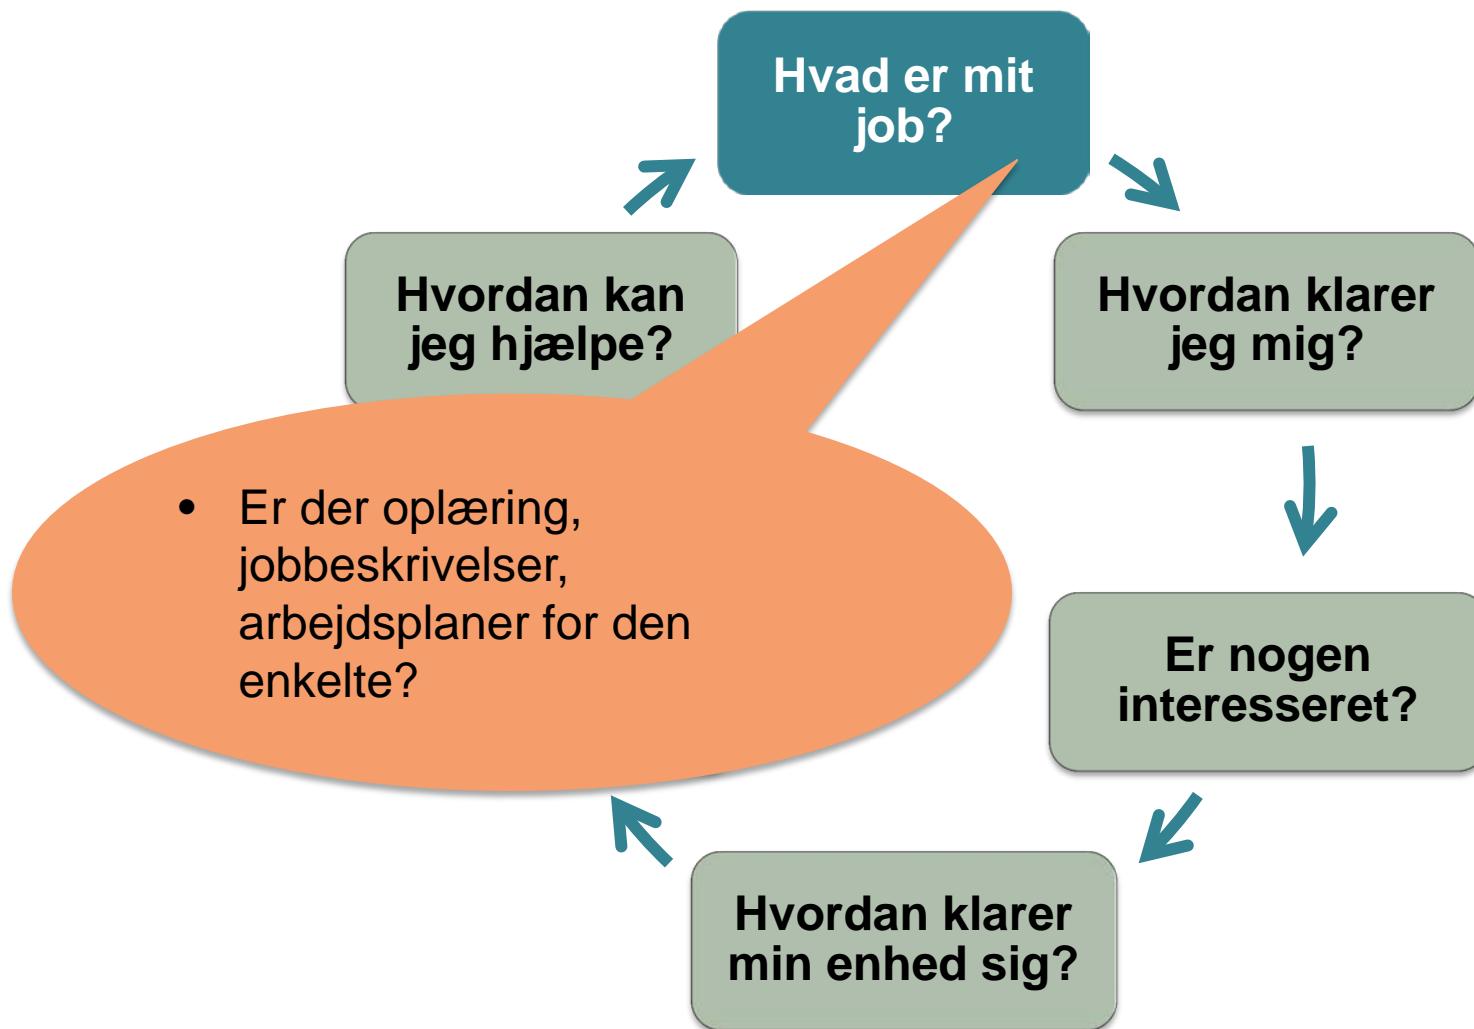 Hvad er mit
job?
Hvordan kan
jeg hjælpe?
Hvordan klarer
jeg mig?
• Er der oplæring,
jobbeskrivelser,
arbejdsplaner for den
enkelte?
Er nogen
interesseret?
Hvordan klarer
min enhed sig?